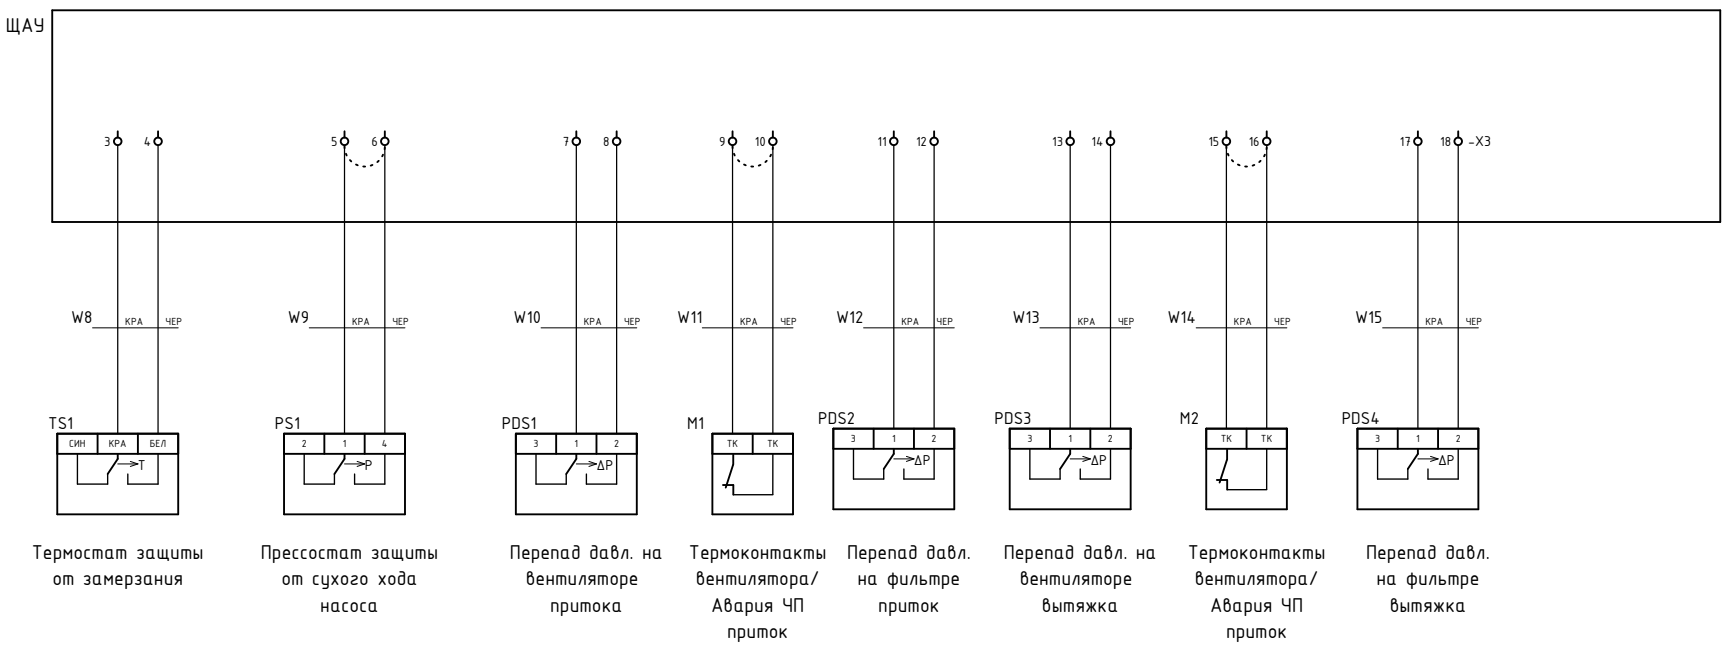 ЩАУ
3 4 5 6 7 8 9 10 11 12 13 14 15 16 17 18 -X3
W8 КРА ЧЕР W9 КРА ЧЕР W10 КРА ЧЕР W11 КРА ЧЕР W12 КРА ЧЕР W13 КРА ЧЕР W14 КРА ЧЕР W15 КРА ЧЕР
TS1 PS1 PDS1 M1 PDS2 PDS3 M2 PDS4
СИН КРА БЕЛ 2 1 4 3 1 2 ТК ТК 3 1 2 3 1 2 ТК ТК 3 1 2
T P ΔP ΔP ΔP ΔP
Термостат защиты
от замерзания
Прессостат защиты
от сухого хода
насоса
Перепад давл. на
вентиляторе
притока
Термоконтакты
вентилятора/
Авария ЧП
приток
Перепад давл.
на фильтре
приток
Перепад давл. на
вентиляторе
вытяжка
Термоконтакты
вентилятора/
Авария ЧП
приток
Перепад давл.
на фильтре
вытяжка